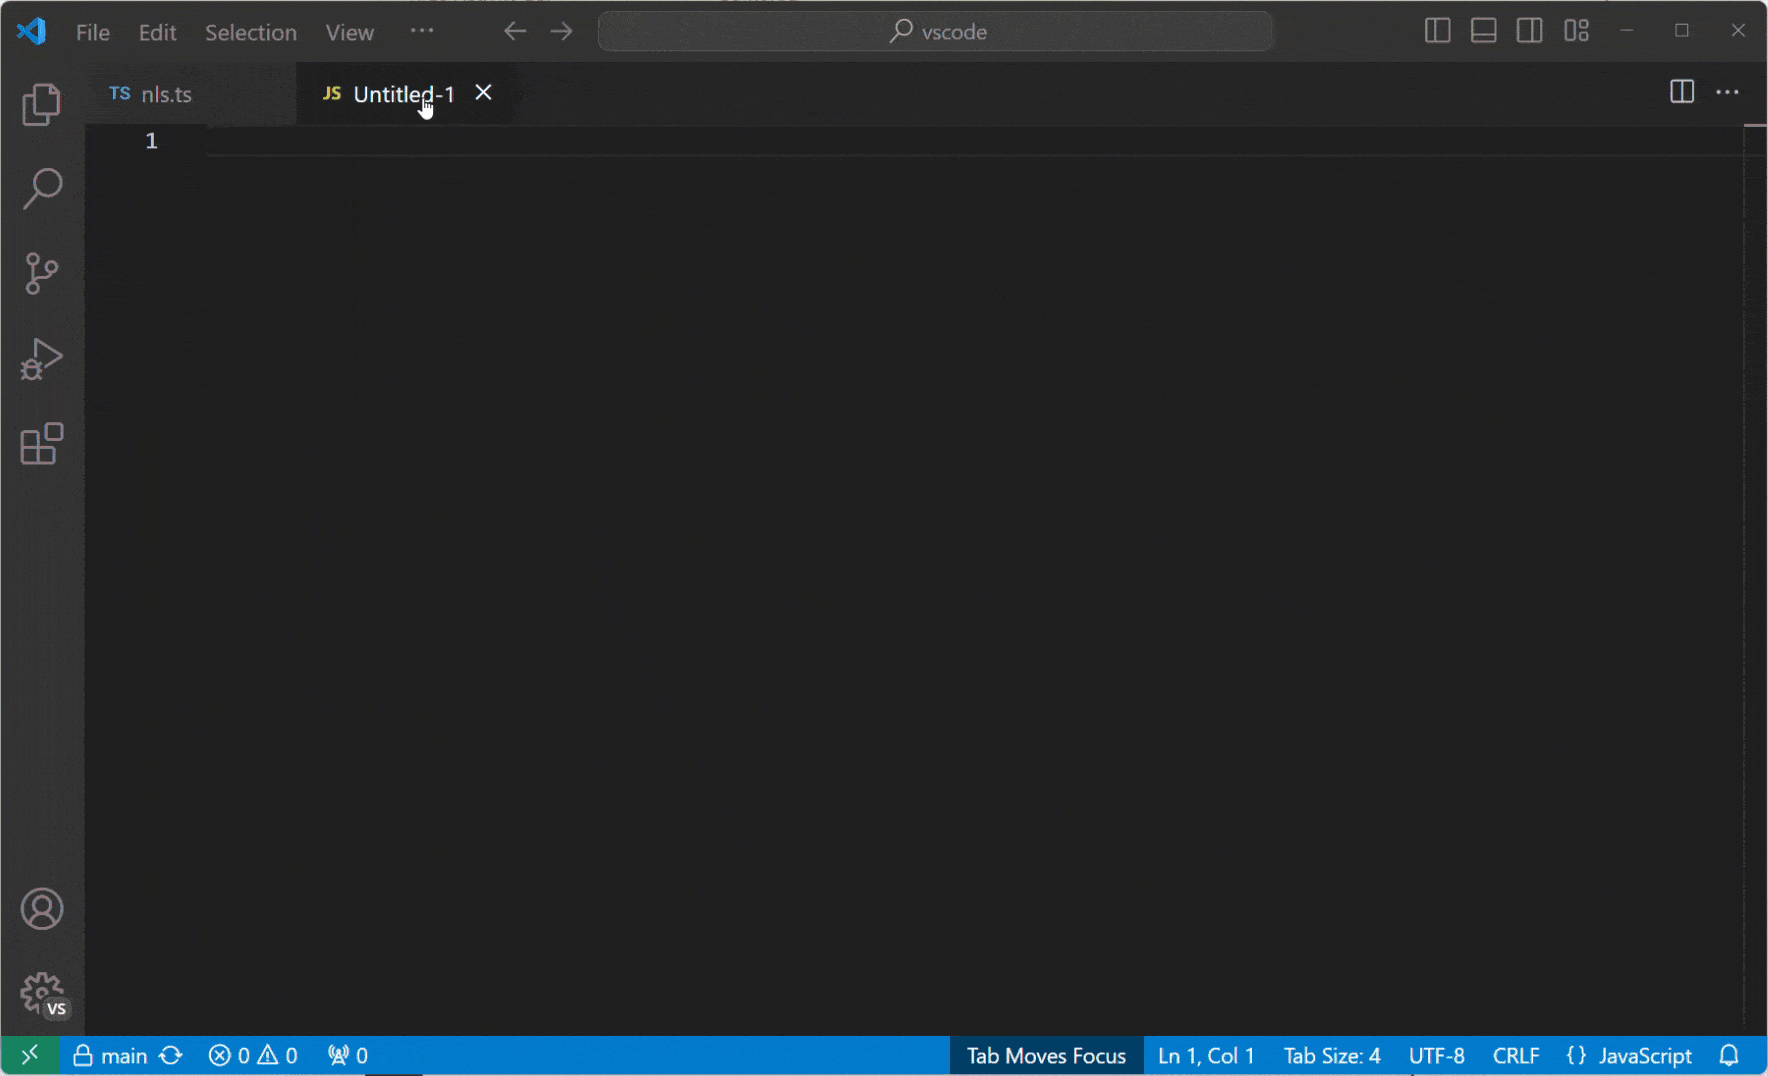 File Edit Selection View ··· vscode
TS nls.ts JS Untitled-1
1
VS
main 0 0 0 Tab Moves Focus Ln 1, Col 1 Tab Size: 4 UTF-8 CRLF {} JavaScript